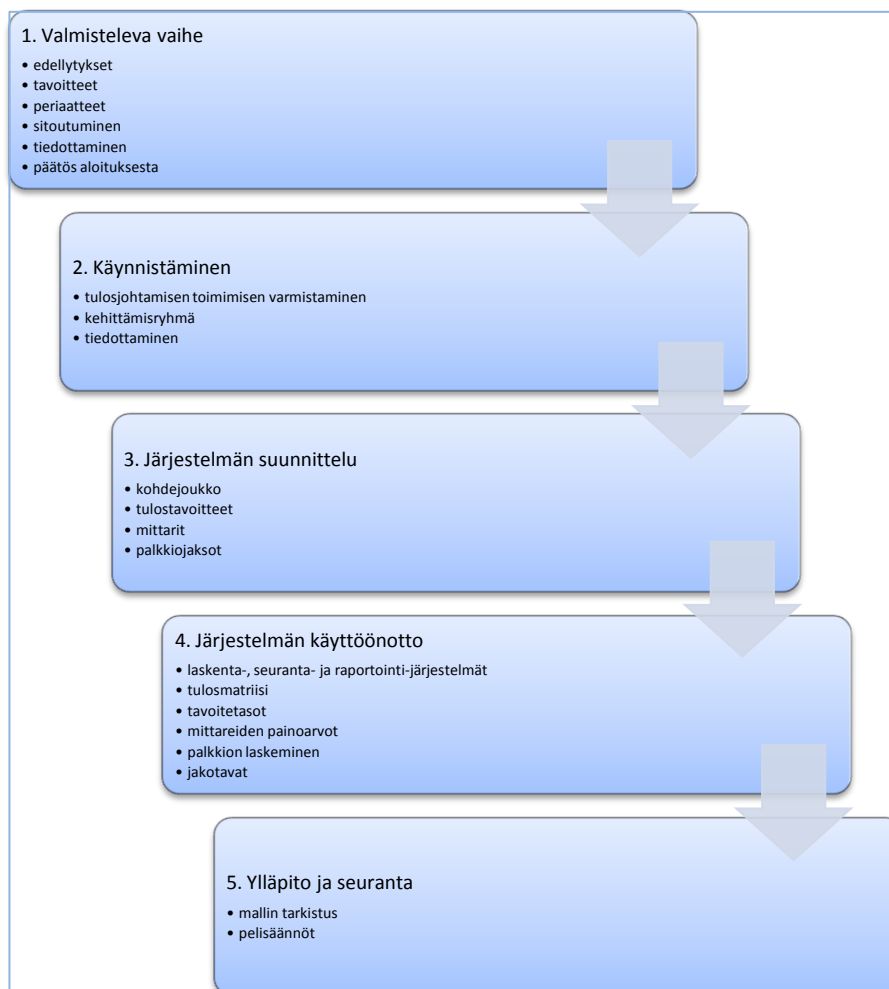 1. Valmisteleva vaihe
• edellytykset
• tavoitteet
• periaatteet
• sitoutuminen
• tiedottaminen
• päätös aloituksesta
2. Käynnistäminen
• tulosjohtamisen toimimisen varmistaminen
• kehittämisryhmä
• tiedottaminen
3. Järjestelmän suunnittelu
• kohdejoukko
• tulostavoitteet
• mittarit
• palkkiojaksot
4. Järjestelmän käyttöönotto
• laskenta-, seuranta- ja raportointi-järjestelmät
• tulosmatriisi
• tavoitetasot
• mittareiden painoarvot
• palkkion laskeminen
• jakotavat
5. Ylläpito ja seuranta
• mallin tarkistus
• pelisäännöt